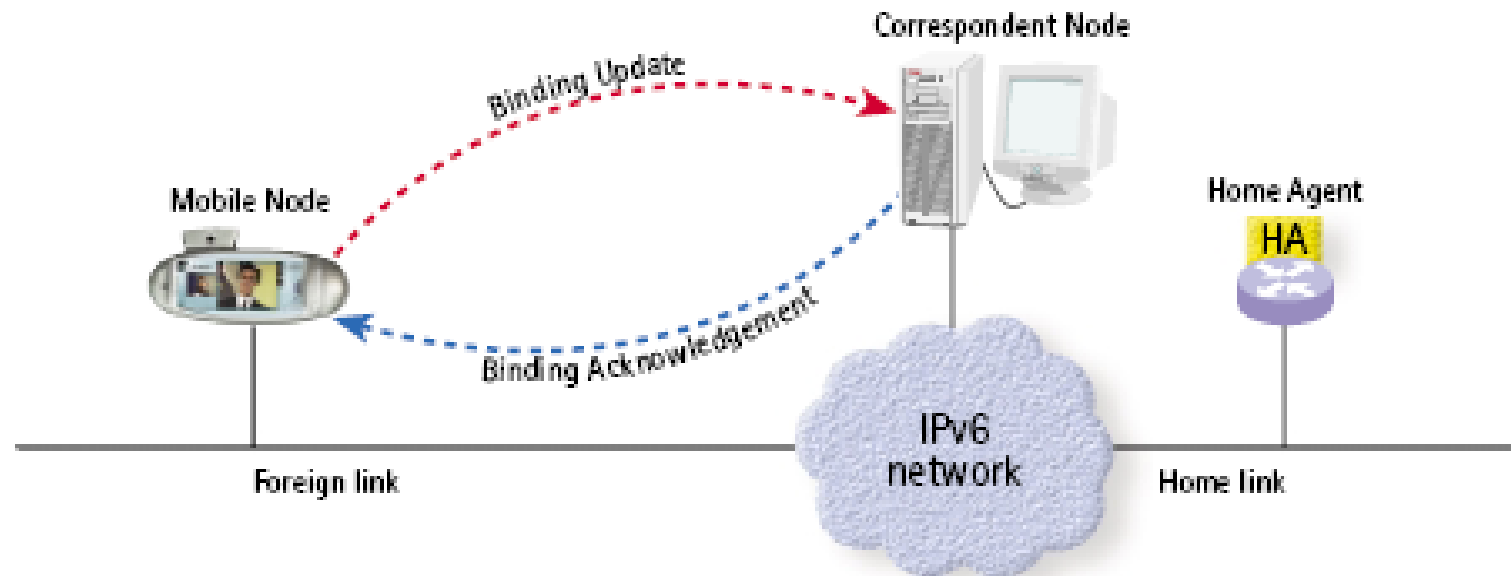 Correspondent Node
Binding Update
Mobile Node
Home Agent
HA
Binding Acknowledgement
IPv6
network
Foreign link
Home link